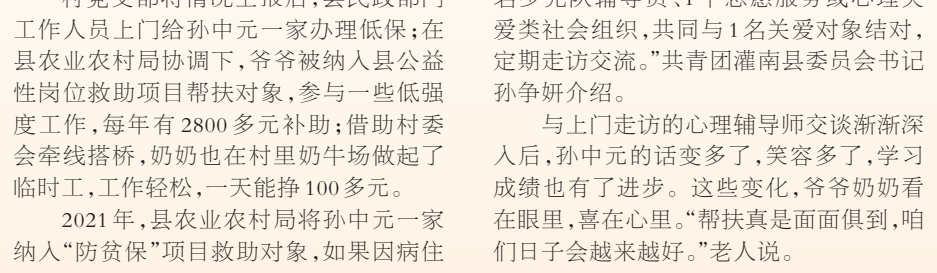 村党支部将情况上报后,县民政部门
工作人员上门给孙中元一家办理低保;在
县农业农村局协调下,爷爷被纳入县公益
性岗位救助项目帮扶对象,参与一些低强
度工作,每年有2800多元补助;借助村委
会牵线搭桥,奶奶也在村里奶牛场做起了
临时工,工作轻松,一天能挣100多元。
2021年,县农业农村局将孙中元一家
纳入“防贫保”项目救助对象,如果因病住
名少先队辅导员、1个志愿服务或心理关
爱类社会组织,共同与1名关爱对象结对,
定期走访交流。”共青团灌南县委员会书记
孙争妍介绍。
与上门走访的心理辅导师交谈渐渐深
入后,孙中元的话变多了,笑容多了,学习
成绩也有了进步。这些变化,爷爷奶奶看
在眼里,喜在心里。“帮扶真是面面俱到,咱
们日子会越来越好。”老人说。